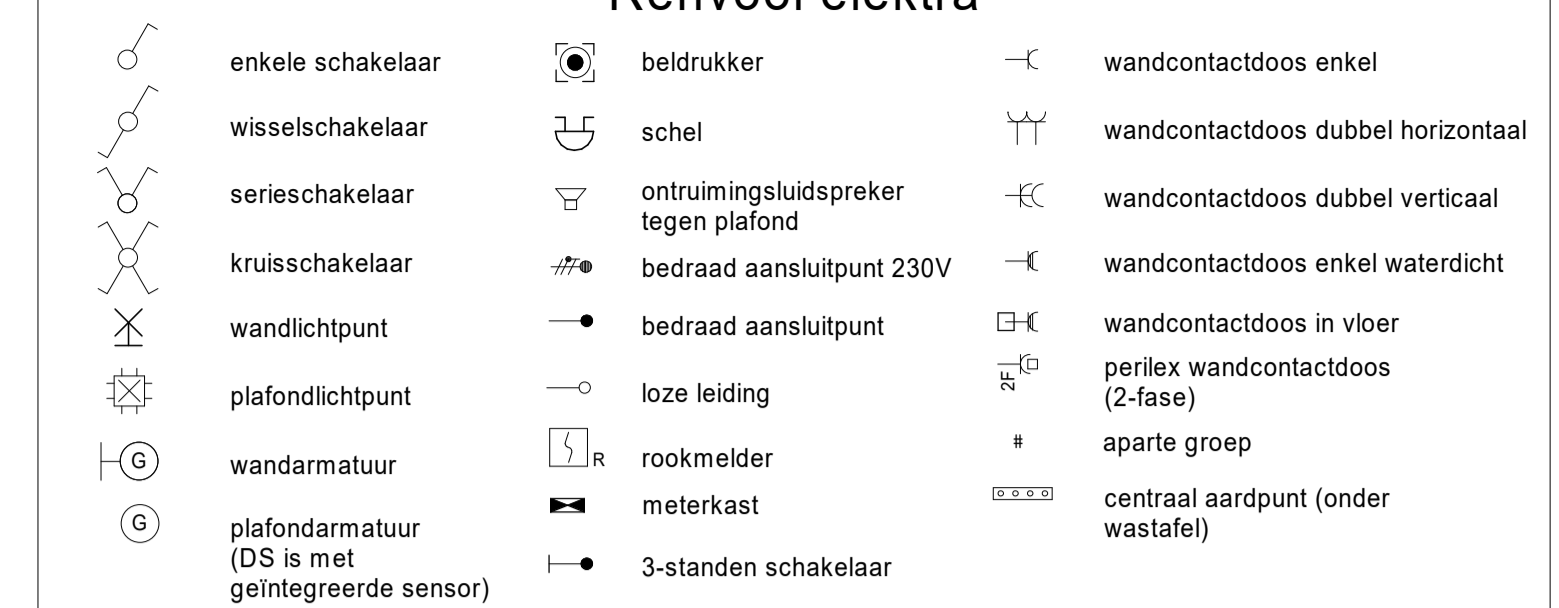 Renvooi elektra
enkele schakelaar
wisselschakelaar
serieschakelaar
kruisschakelaar
wandlichtpunt
plafondlichtpunt
G
wandarmatuur
G
plafondarmatuur
(DS is met
geïntegreerde sensor)
beldrukker
schel
ontruimingsluidspreker
tegen plafond
bedraad aansluitpunt 230V
bedraad aansluitpunt
loze leiding
R
rookmelder
meterkast
3-standen schakelaar
wandcontactdoos enkel
wandcontactdoos dubbel horizontaal
wandcontactdoos dubbel verticaal
wandcontactdoos enkel waterdicht
wandcontactdoos in vloer
2F
perilex wandcontactdoos
(2-fase)
#
aparte groep
centraal aardpunt (onder
wastafel)